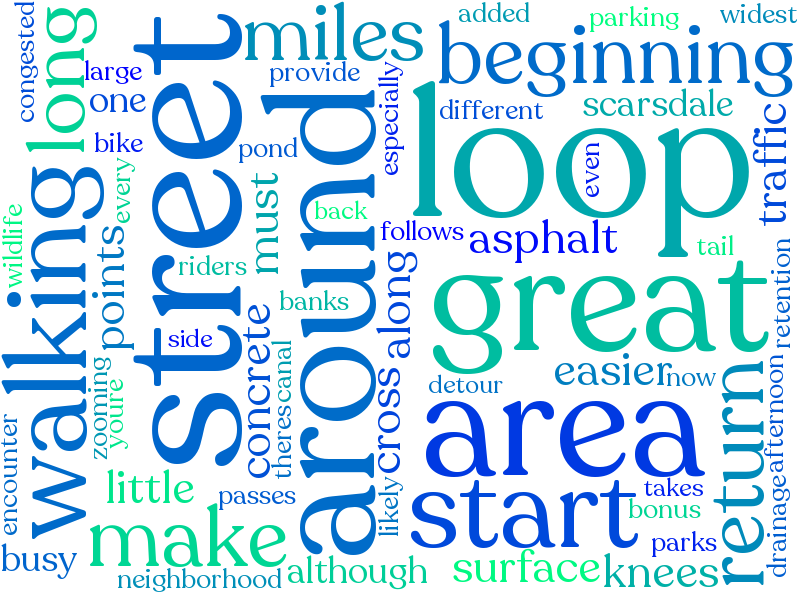 congested
long
large
one
bike
street
miles
provide
added
parking
widest
beginning
different
scarsdale
especially
pond
around
loop
even
traffic
wildlife
walking
every
points
riders
must
back
follows
asphalt
tail
side
banks
along
great
retention
concrete
zooming
youre
theres
canal
cross
detour
easier
now
area
return
afternoon
drainage
encounter
little
passes
likely
start
takes
bonus
parks
busy
make
neighborhood
although
surface
knees